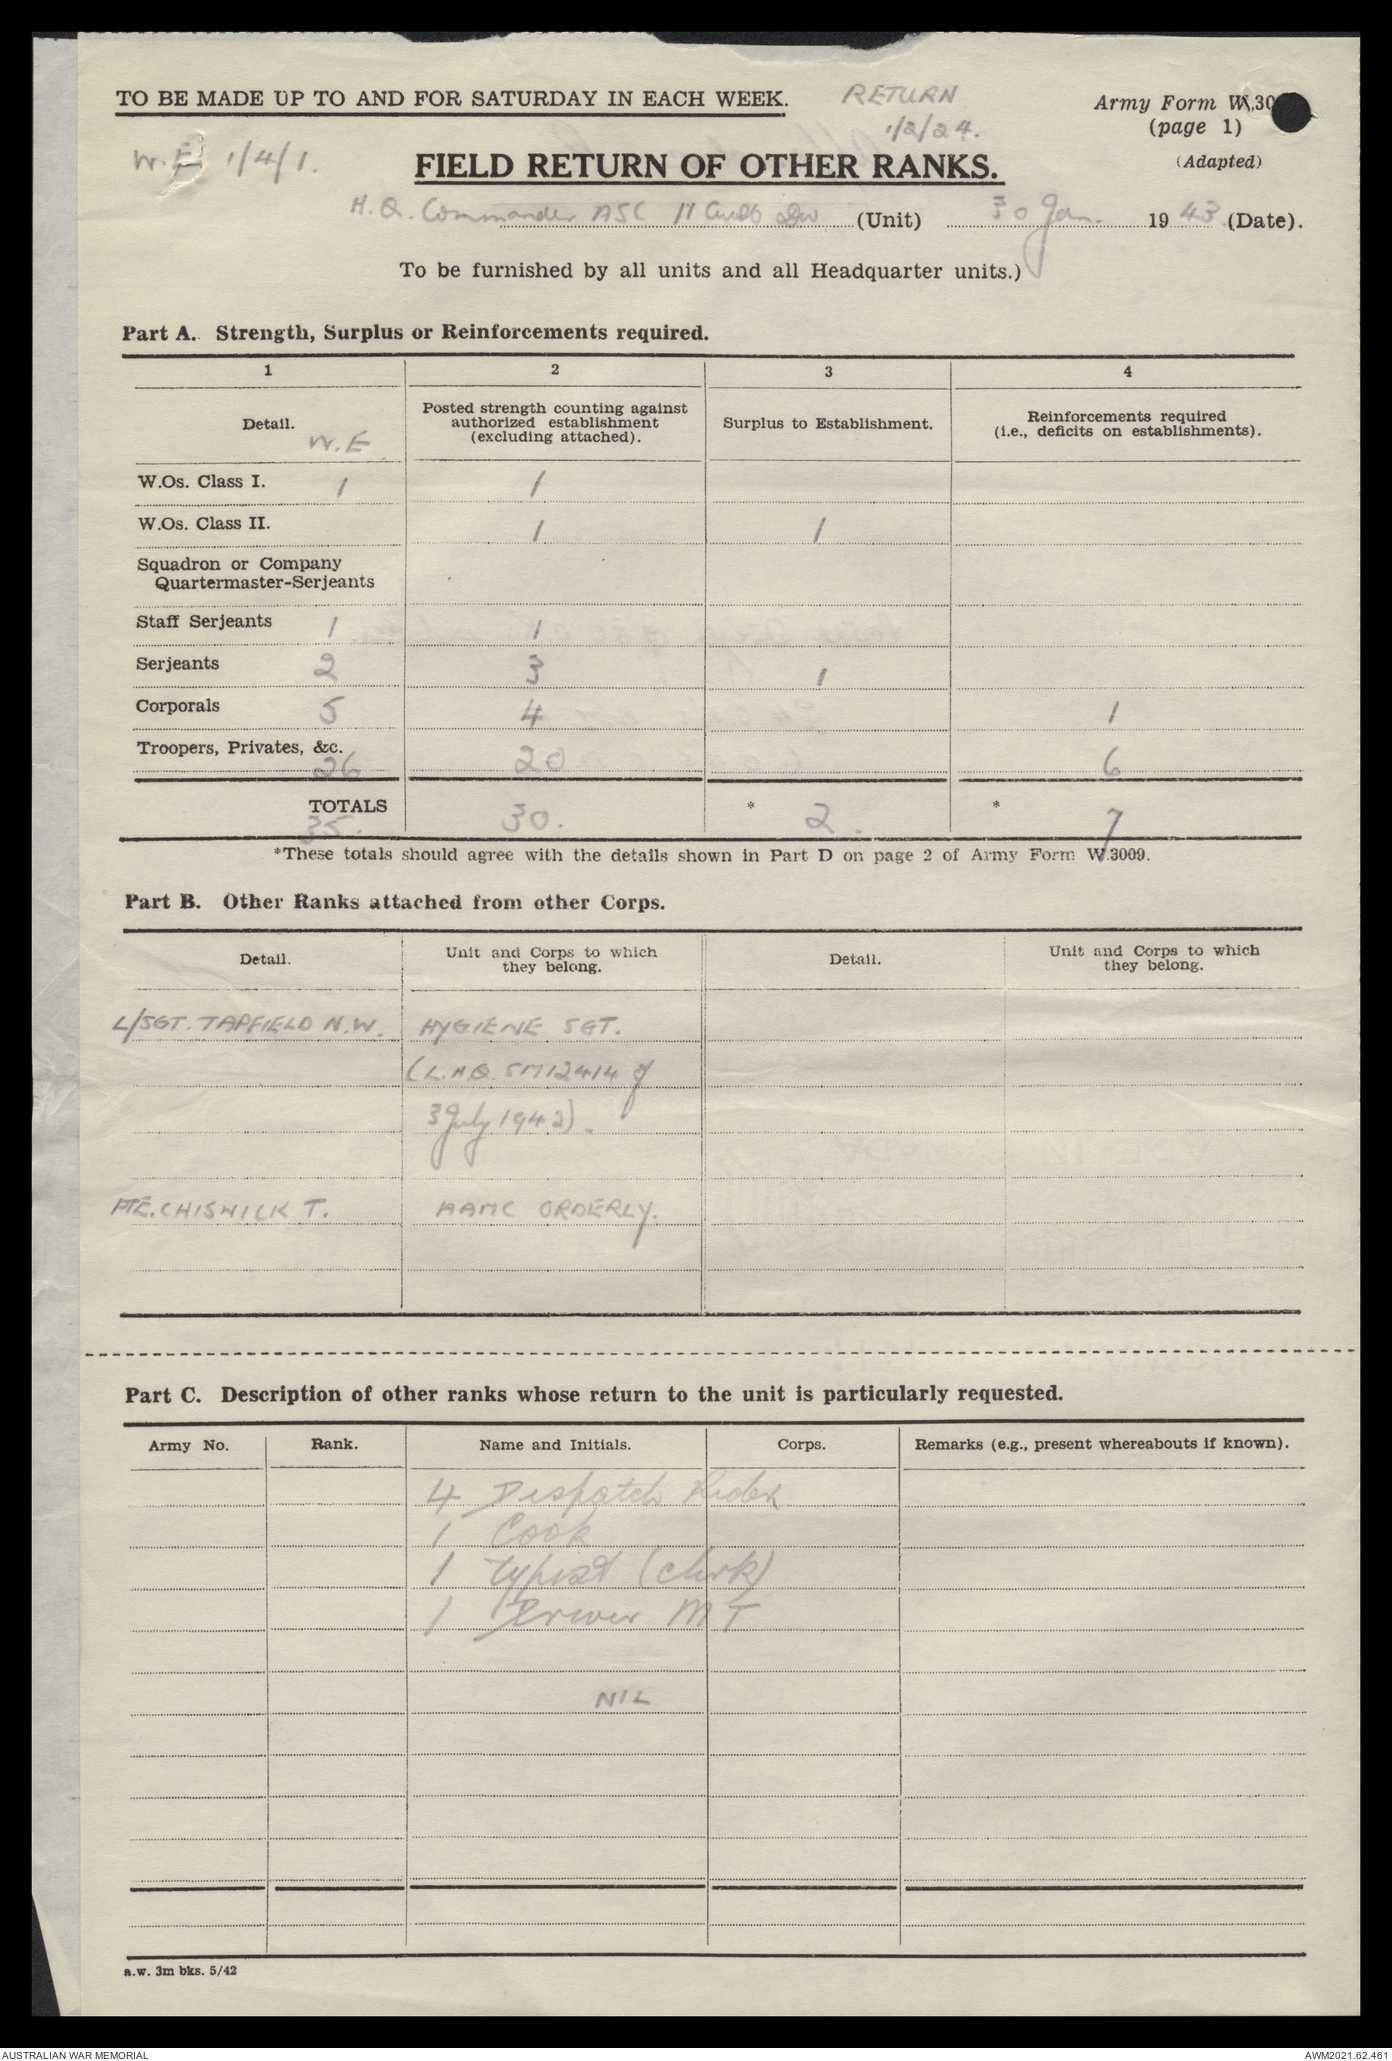 TO BE MADE UP TO AND FOR SATURDAY IN EACH WEEK. RETURN Army Form W.30
1/2/24. (page 1)
W.E 1/4/1. FIELD RETURN OF OTHER RANKS. (Adapted)
H.Q. Commander ASC 11 Aust Div (Unit) 30 Jan. 1943 (Date).
To be furnished by all units and all Headquarter units.)
Part A. Strength, Surplus or Reinforcements required.
1 2 3 4
Detail. W.E. Posted strength counting against authorized establishment (excluding attached). Surplus to Establishment. Reinforcements required (i.e., deficits on establishments).
W.Os. Class I. 1 1
W.Os. Class II. 1 1
Squadron or Company
Quartermaster-Serjeants
Staff Serjeants 1 1
Serjeants 2 3 1
Corporals 5 4 1
Troopers, Privates, &c. 26 20 6
TOTALS 35. 30. * 2. * 7
*These totals should agree with the details shown in Part D on page 2 of Army Form W.3009.
Part B. Other Ranks attached from other Corps.
Detail. Unit and Corps to which they belong. Detail. Unit and Corps to which they belong.
L/SGT. TAPFIELD N.W. HYGIENE SGT.
(L.H.Q. SM12414 of
3 July 1942).
PTE. CHISWICK T. AAMC ORDERLY.
Part C. Description of other ranks whose return to the unit is particularly requested.
Army No. Rank. Name and Initials. Corps. Remarks (e.g., present whereabouts if known).
4 Dispatch Rider
1 Cook
1 Typist (clerk)
1 Driver MT
NIL
a.w. 3m bks. 5/42
AUSTRALIAN WAR MEMORIAL AWM2021.62.461